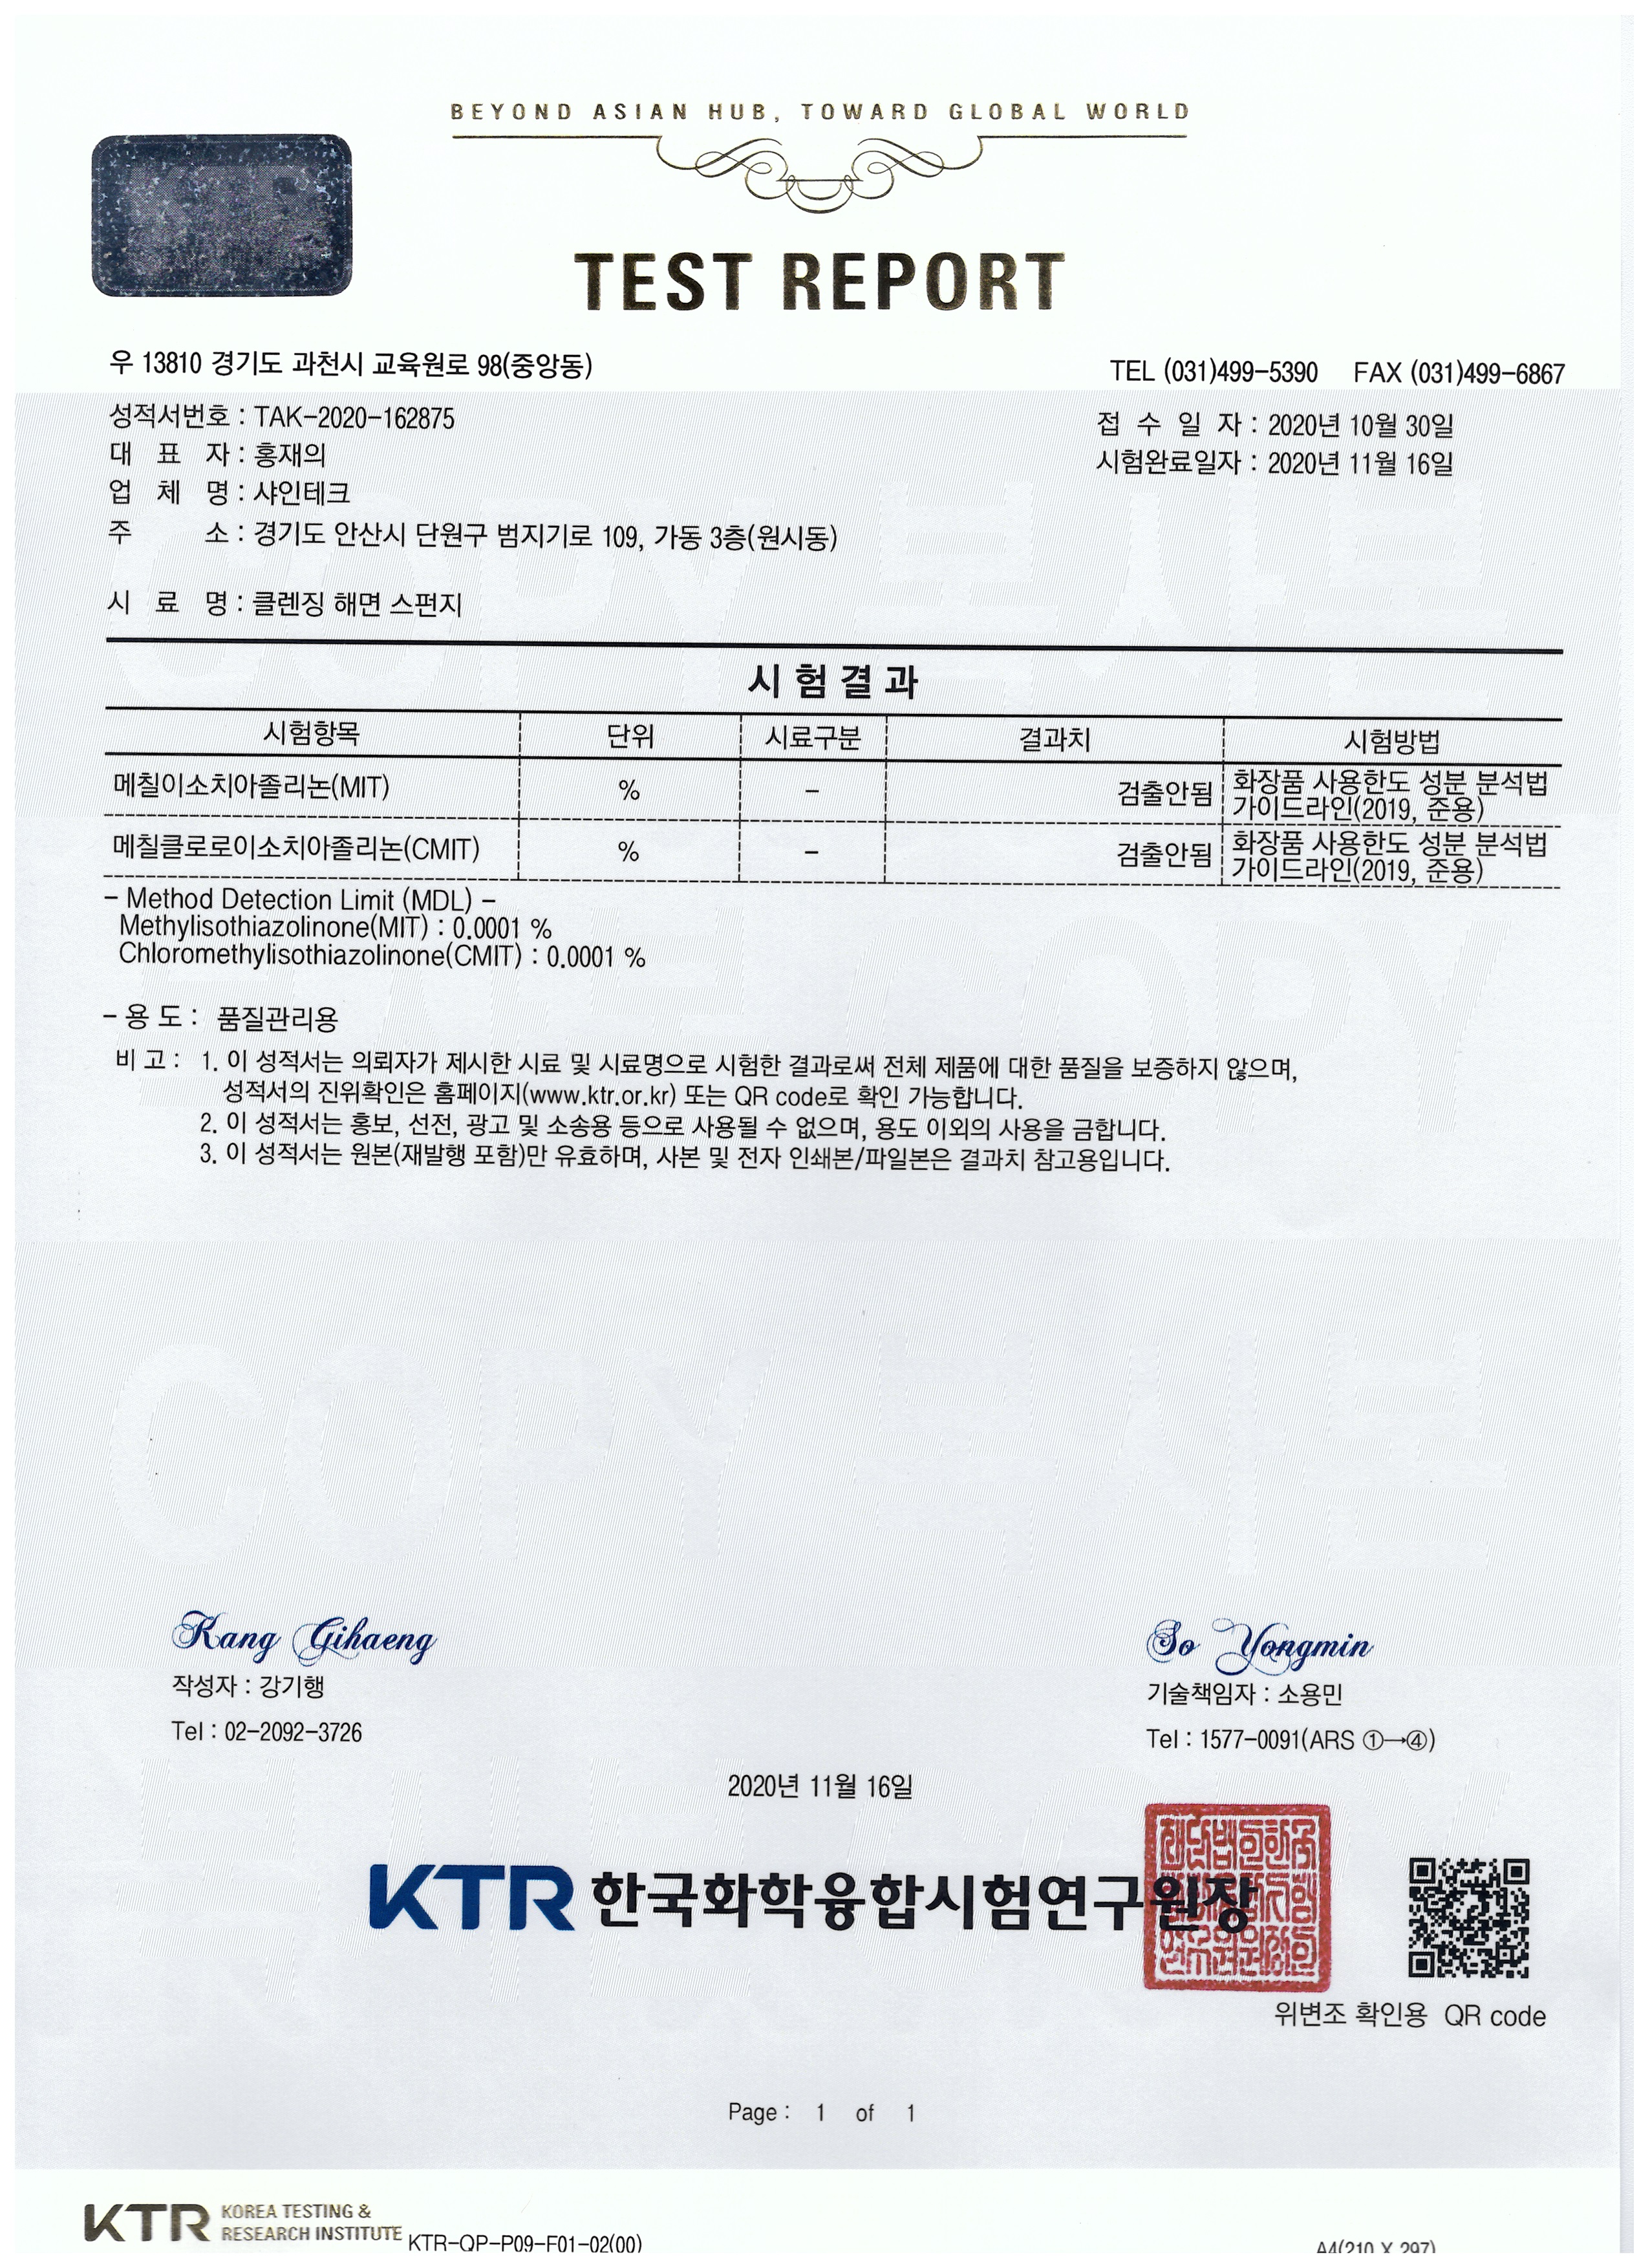 BEYOND ASIAN HUB, TOWARD GLOBAL WORLD
TEST REPORT
우 13810 경기도 과천시 교육원로 98(중앙동)
TEL (031)499-5390 FAX (031)499-6867
성적서번호 : TAK-2020-162875
접 수 일 자 : 2020년 10월 30일
대 표 자 : 홍재의
시험완료일자 : 2020년 11월 16일
업 체 명 : 샤인테크
주 소 : 경기도 안산시 단원구 범지기로 109, 가동 3층(원시동)
시 료 명 : 클렌징 해면 스펀지
시 험 결 과
시험항목 단위 시료구분 결과치 시험방법
메칠이소치아졸리논(MIT) % - 검출안됨 화장품 사용한도 성분 분석법
가이드라인(2019, 준용)
메칠클로로이소치아졸리논(CMIT) % - 검출안됨 화장품 사용한도 성분 분석법
가이드라인(2019, 준용)
- Method Detection Limit (MDL) -
Methylisothiazolinone(MIT) : 0.0001 %
Chloromethylisothiazolinone(CMIT) : 0.0001 %
- 용 도 : 품질관리용
비 고 : 1. 이 성적서는 의뢰자가 제시한 시료 및 시료명으로 시험한 결과로써 전체 제품에 대한 품질을 보증하지 않으며,
성적서의 진위확인은 홈페이지(www.ktr.or.kr) 또는 QR code로 확인 가능합니다.
2. 이 성적서는 홍보, 선전, 광고 및 소송용 등으로 사용될 수 없으며, 용도 이외의 사용을 금합니다.
3. 이 성적서는 원본(재발행 포함)만 유효하며, 사본 및 전자 인쇄본/파일본은 결과치 참고용입니다.
COPY 복사본
Kang Gihaeng
So Yongmin
작성자 : 강기행
기술책임자 : 소용민
Tel : 02-2092-3726
Tel : 1577-0091(ARS ①→④)
2020년 11월 16일
KTR 한국화학융합시험연구원장
위변조 확인용 QR code
Page : 1 of 1
KTR KOREA TESTING &
RESEARCH INSTITUTE
KTR-QP-P09-F01-02(00)
A4(210 X 297)